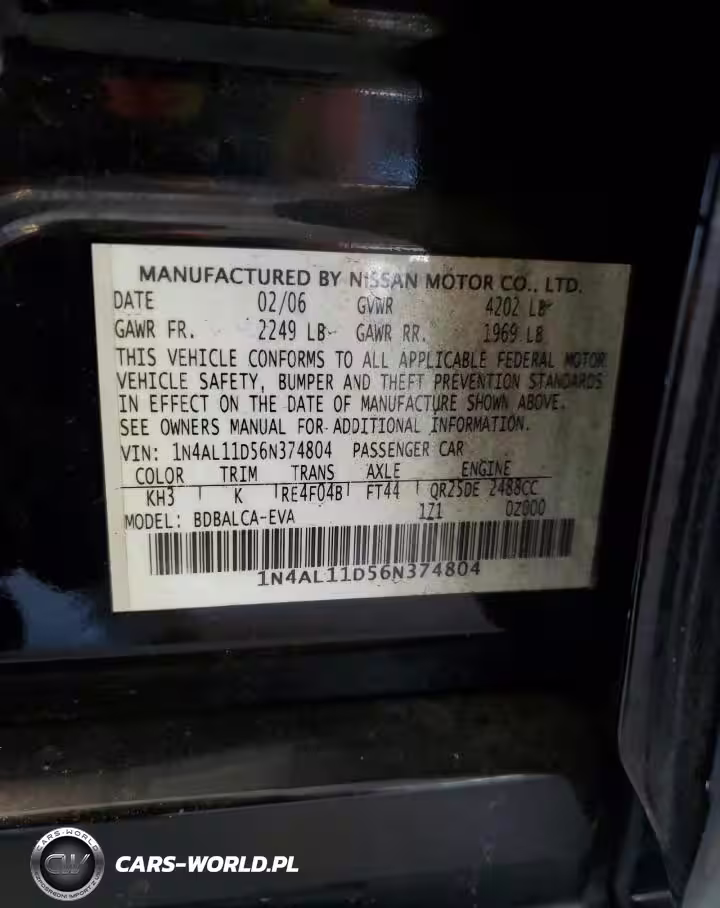 MANUFACTURED BY NISSAN MOTOR CO., LTD.
DATE 02/06 GVWR 4202 LB
GAWR FR. 2249 LB GAWR RR. 1969 LB
THIS VEHICLE CONFORMS TO ALL APPLICABLE FEDERAL MOTOR
VEHICLE SAFETY, BUMPER AND THEFT PREVENTION STANDARDS
IN EFFECT ON THE DATE OF MANUFACTURE SHOWN ABOVE.
SEE OWNERS MANUAL FOR ADDITIONAL INFORMATION.
VIN: 1N4AL11D56N374804 PASSENGER CAR
COLOR TRIM TRANS AXLE ENGINE
KH3 K RE4F04B FT44 QR25DE 2488CC
MODEL: BDBALCA-EVA 1Z1 0Z000
1N4AL11D56N374804
CARS-WORLD
CW
CARS-WORLD.PL